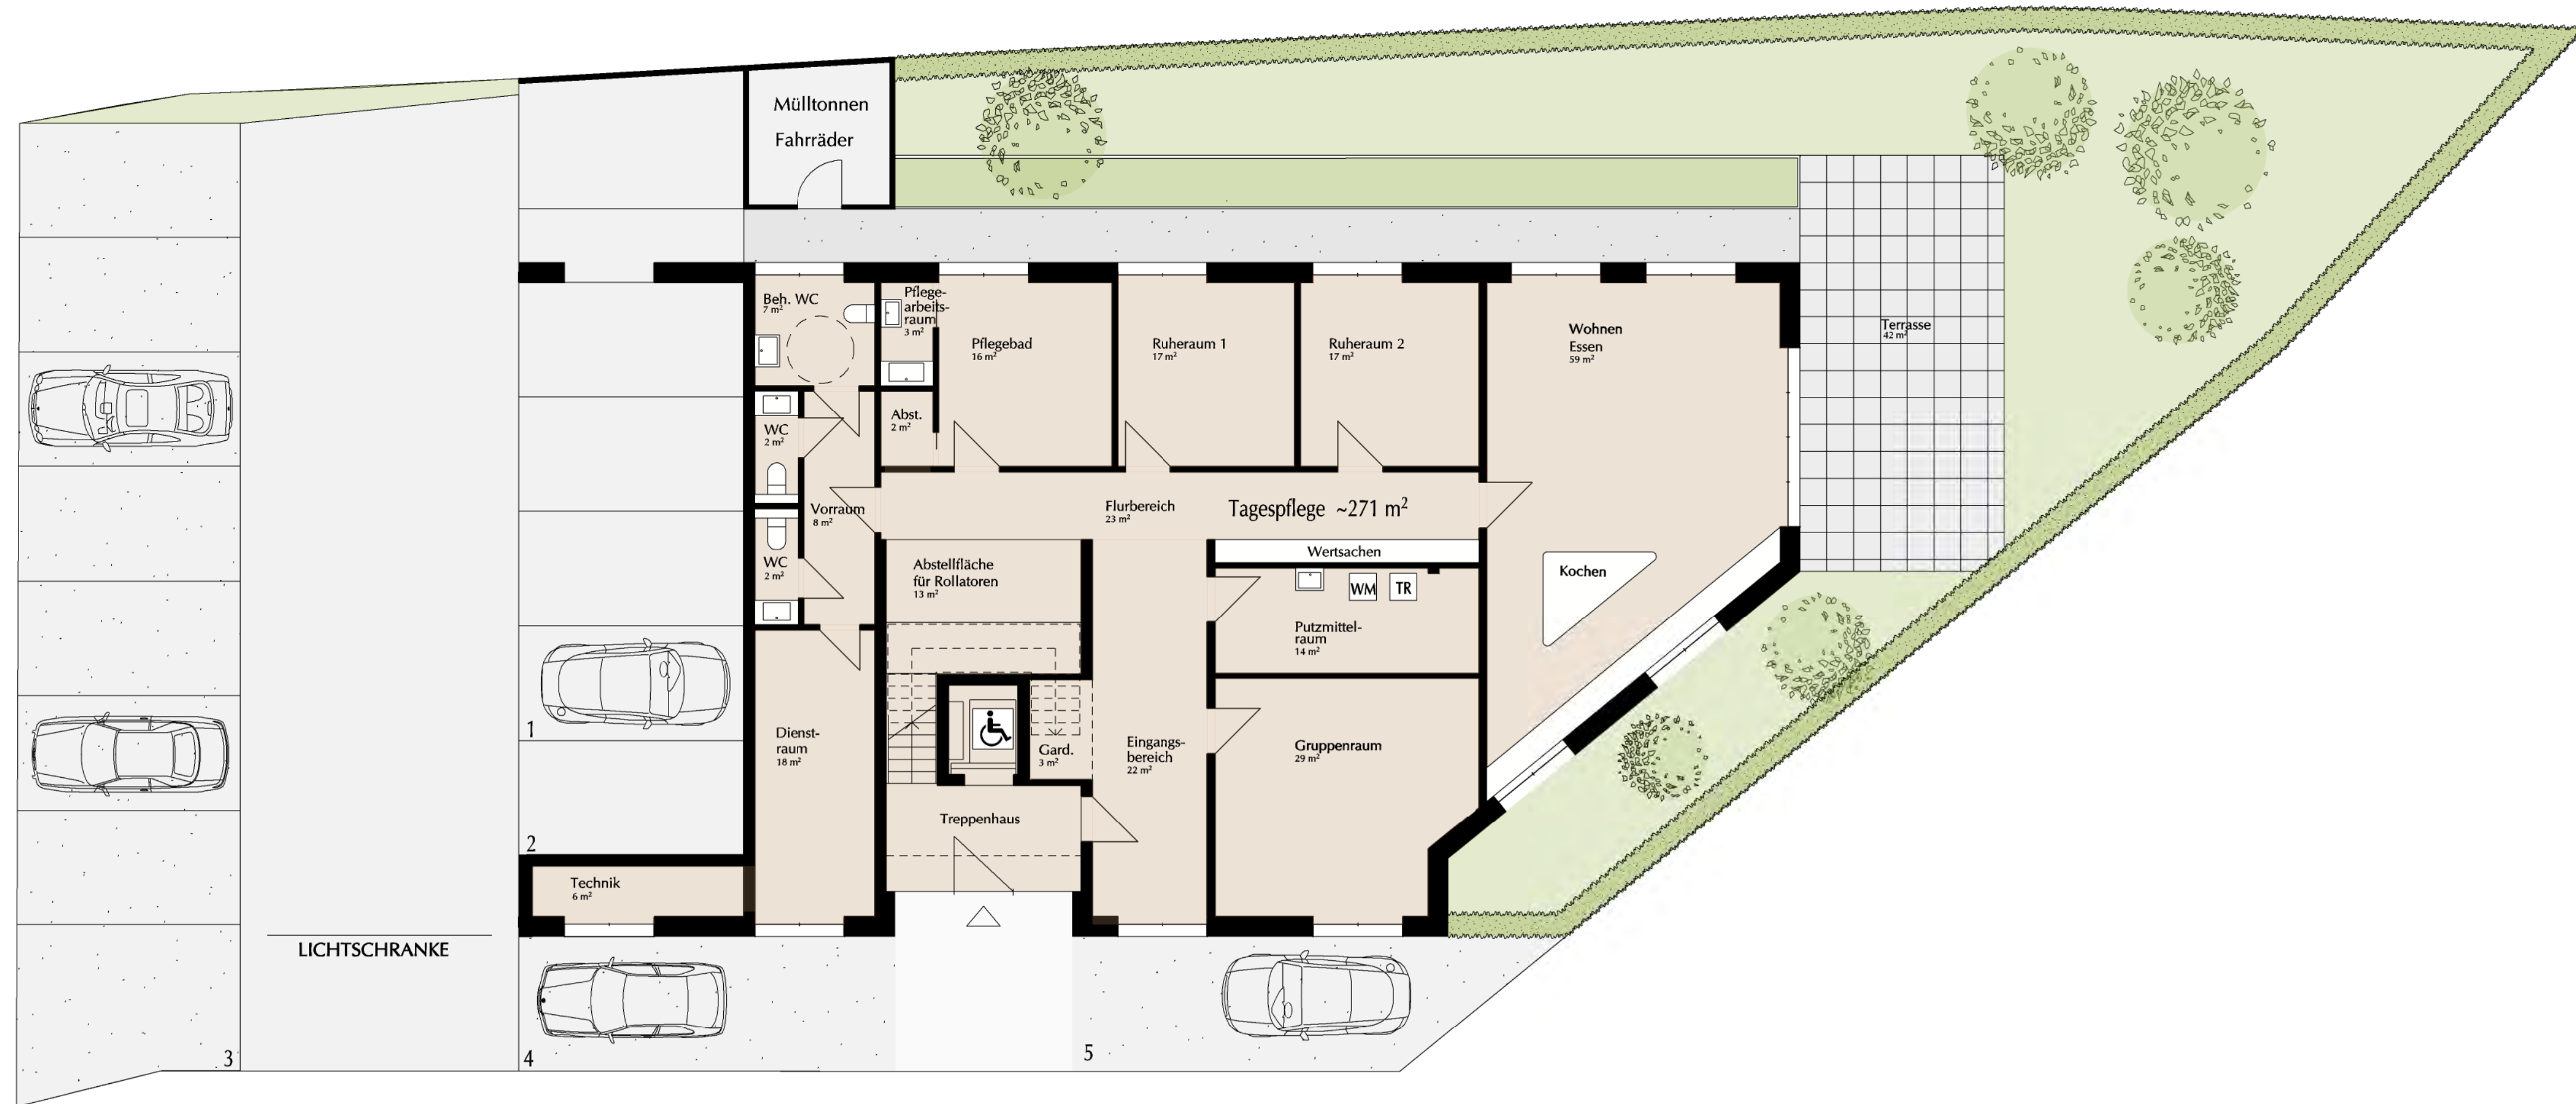 Mülltonnen
Fahrräder
Beh. WC
7 m²
Pflege-
arbeits-
raum
3 m²
Pflegebad
16 m²
Ruheraum 1
17 m²
Ruheraum 2
17 m²
Wohnen
Essen
59 m²
Terrasse
42 m²
WC
2 m²
Abst.
2 m²
Vorraum
8 m²
Flurbereich
23 m²
Tagespflege ~271 m²
Wertsachen
WC
2 m²
Abstellfläche
für Rollatoren
13 m²
WM
TR
Kochen
Putzmittel-
raum
14 m²
1
Dienst-
raum
18 m²
Gard.
3 m²
Eingangs-
bereich
22 m²
Gruppenraum
29 m²
Treppenhaus
2
Technik
6 m²
LICHTSCHRANKE
3
4
5